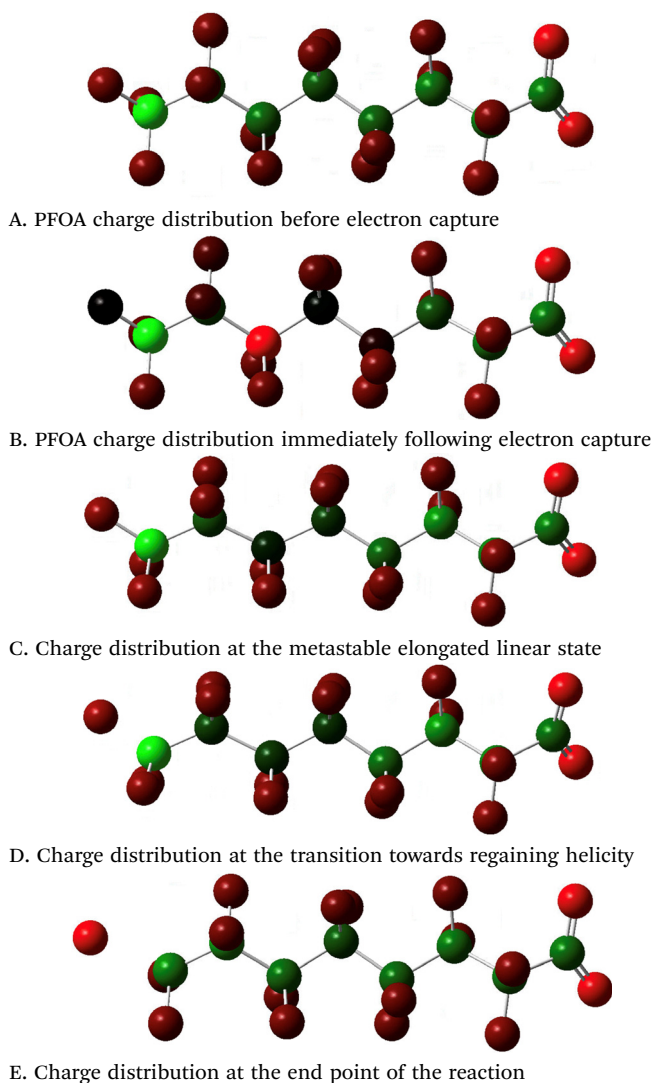 A. PFOA charge distribution before electron capture
B. PFOA charge distribution immediately following electron capture
C. Charge distribution at the metastable elongated linear state
D. Charge distribution at the transition towards regaining helicity
E. Charge distribution at the end point of the reaction